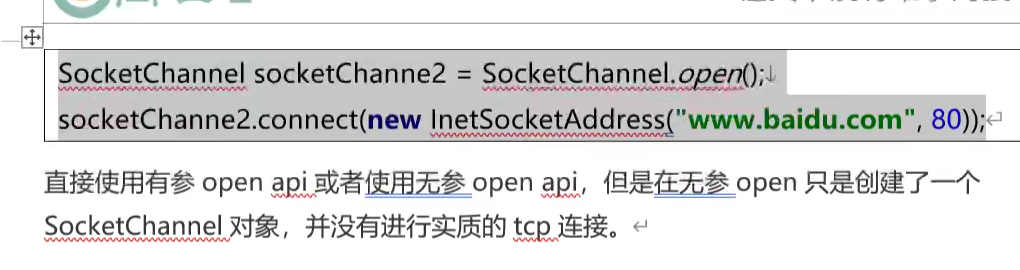 SocketChannel socketChanne2 = SocketChannel.open();↓
socketChanne2.connect(new InetSocketAddress("www.baidu.com", 80));↵
直接使用有参 open api 或者使用无参 open api，但是在无参 open 只是创建了一个
SocketChannel 对象，并没有进行实质的 tcp 连接。↵